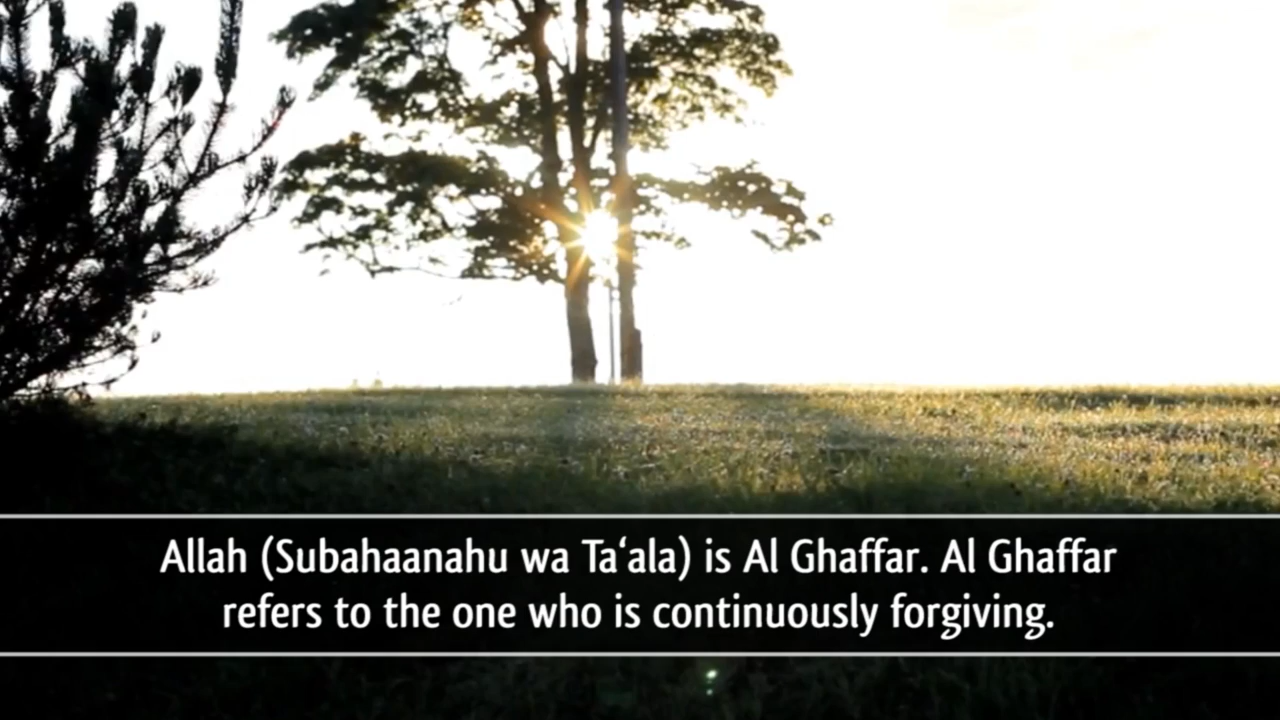 Allah (Subahaanahu wa Ta‘ala) is Al Ghaffar. Al Ghaffar
refers to the one who is continuously forgiving.